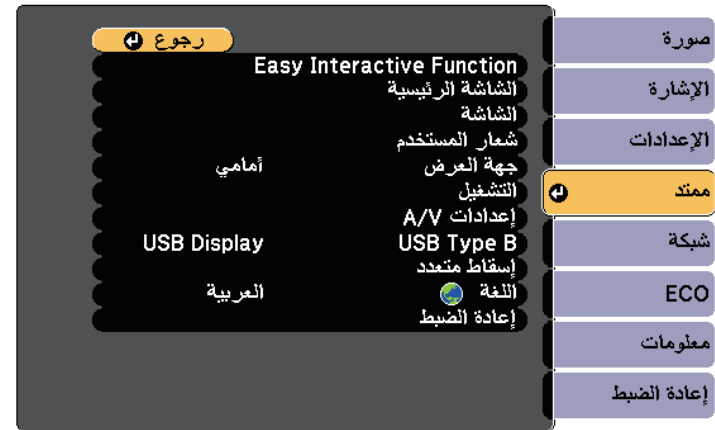 صورة
الإشارة
الإعدادات
ممتد
شبكة
ECO
معلومات
إعادة الضبط
رجوع
Easy Interactive Function
الشاشة الرئيسية
الشاشة
شعار المستخدم
جهة العرض أمامي
التشغيل
إعدادات A/V
USB Type B USB Display
إسقاط متعدد
اللغة العربية
إعادة الضبط